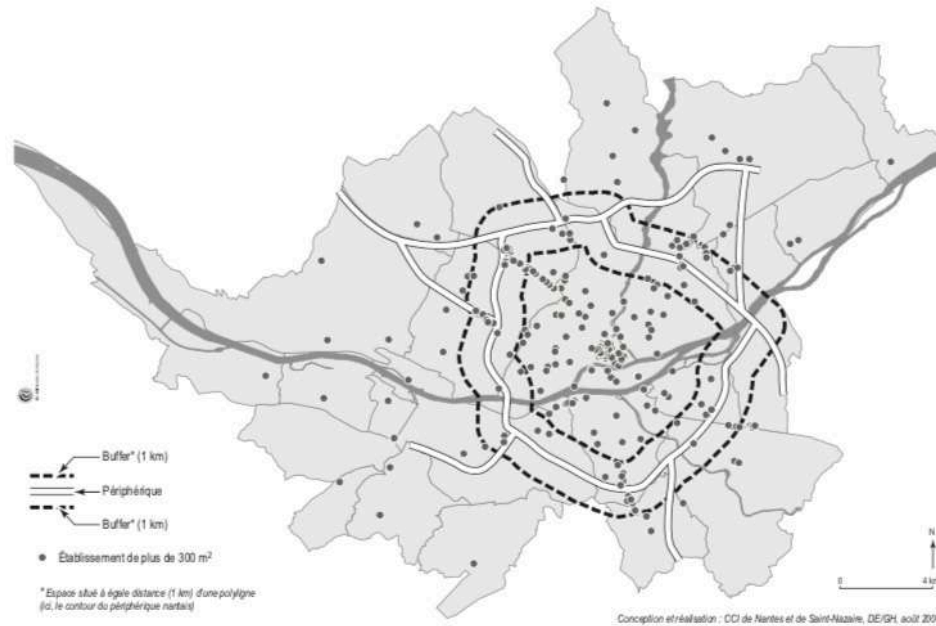 Buffer* (1 km)
Périphérique
Buffer* (1 km)
Établissement de plus de 300 m²
* Espace situé à égale distance (1 km) d'une polyligne
(ici, le contour du périphérique nantais)
N
0 4 k
Conception et réalisation : CCI de Nantes et de Saint-Nazaire, DE/GH, août 200